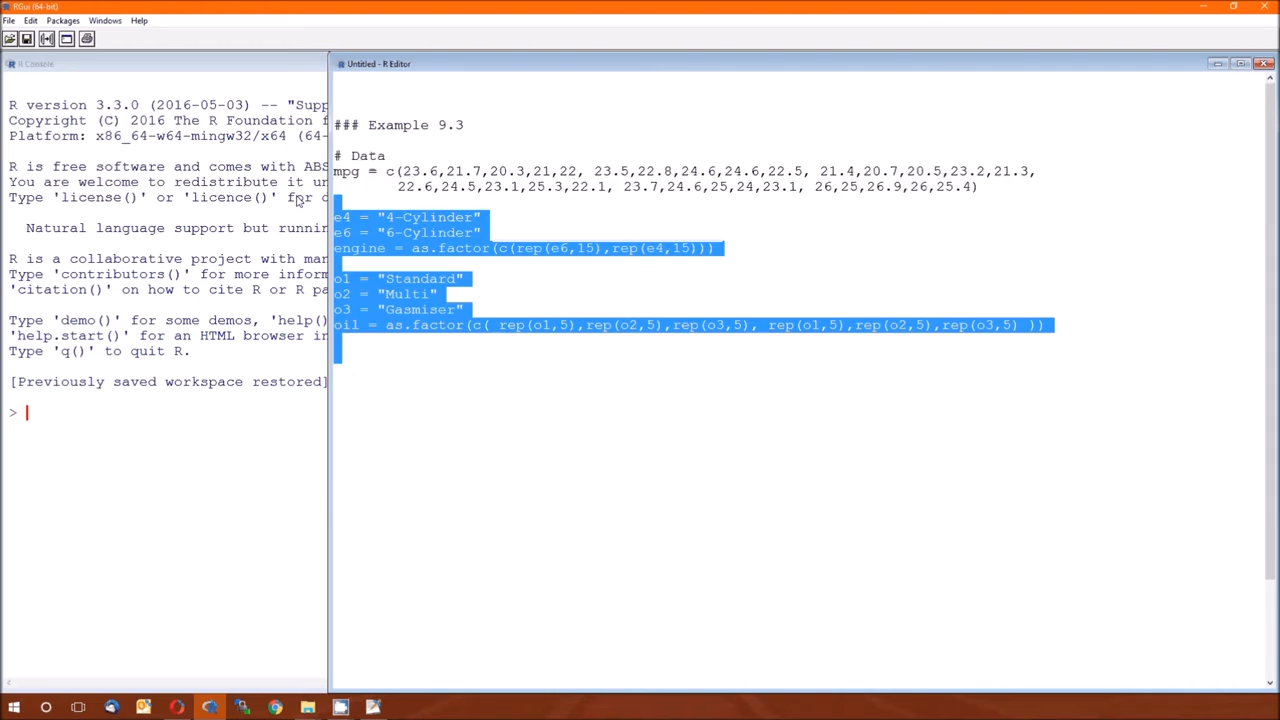 RGui (64-bit)
File Edit Packages Windows Help
R Console
R version 3.3.0 (2016-05-03) -- "Supp
Copyright (C) 2016 The R Foundation f
Platform: x86_64-w64-mingw32/x64 (64-
R is free software and comes with ABS
You are welcome to redistribute it un
Type 'license()' or 'licence()' for d
Natural language support but runnin
R is a collaborative project with man
Type 'contributors()' for more inform
'citation()' on how to cite R or R pa
Type 'demo()' for some demos, 'help()
'help.start()' for an HTML browser in
Type 'q()' to quit R.
[Previously saved workspace restored]
>
Untitled - R Editor
### Example 9.3
# Data
mpg = c(23.6,21.7,20.3,21,22, 23.5,22.8,24.6,24.6,22.5, 21.4,20.7,20.5,23.2,21.3,
22.6,24.5,23.1,25.3,22.1, 23.7,24.6,25,24,23.1, 26,25,26.9,26,25.4)
e4 = "4-Cylinder"
e6 = "6-Cylinder"
engine = as.factor(c(rep(e6,15),rep(e4,15)))
o1 = "Standard"
o2 = "Multi"
o3 = "Gasmiser"
oil = as.factor(c( rep(o1,5),rep(o2,5),rep(o3,5), rep(o1,5),rep(o2,5),rep(o3,5) ))